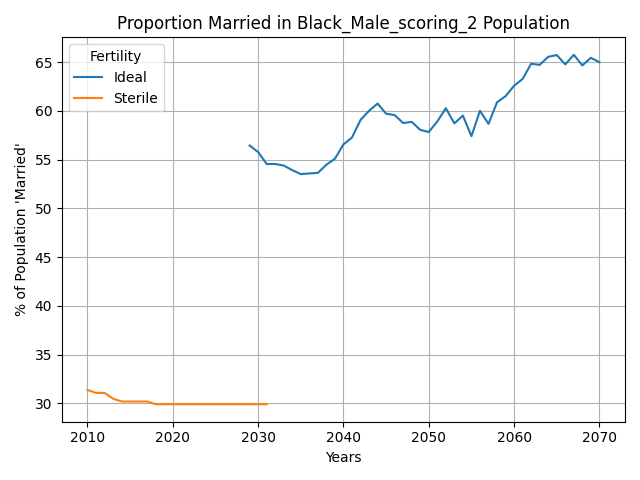 Proportion Married in Black_Male_scoring_2 Population
Fertility
Ideal
Sterile
% of Population 'Married'
65
60
55
50
45
40
35
30
2010 2020 2030 2040 2050 2060 2070
Years